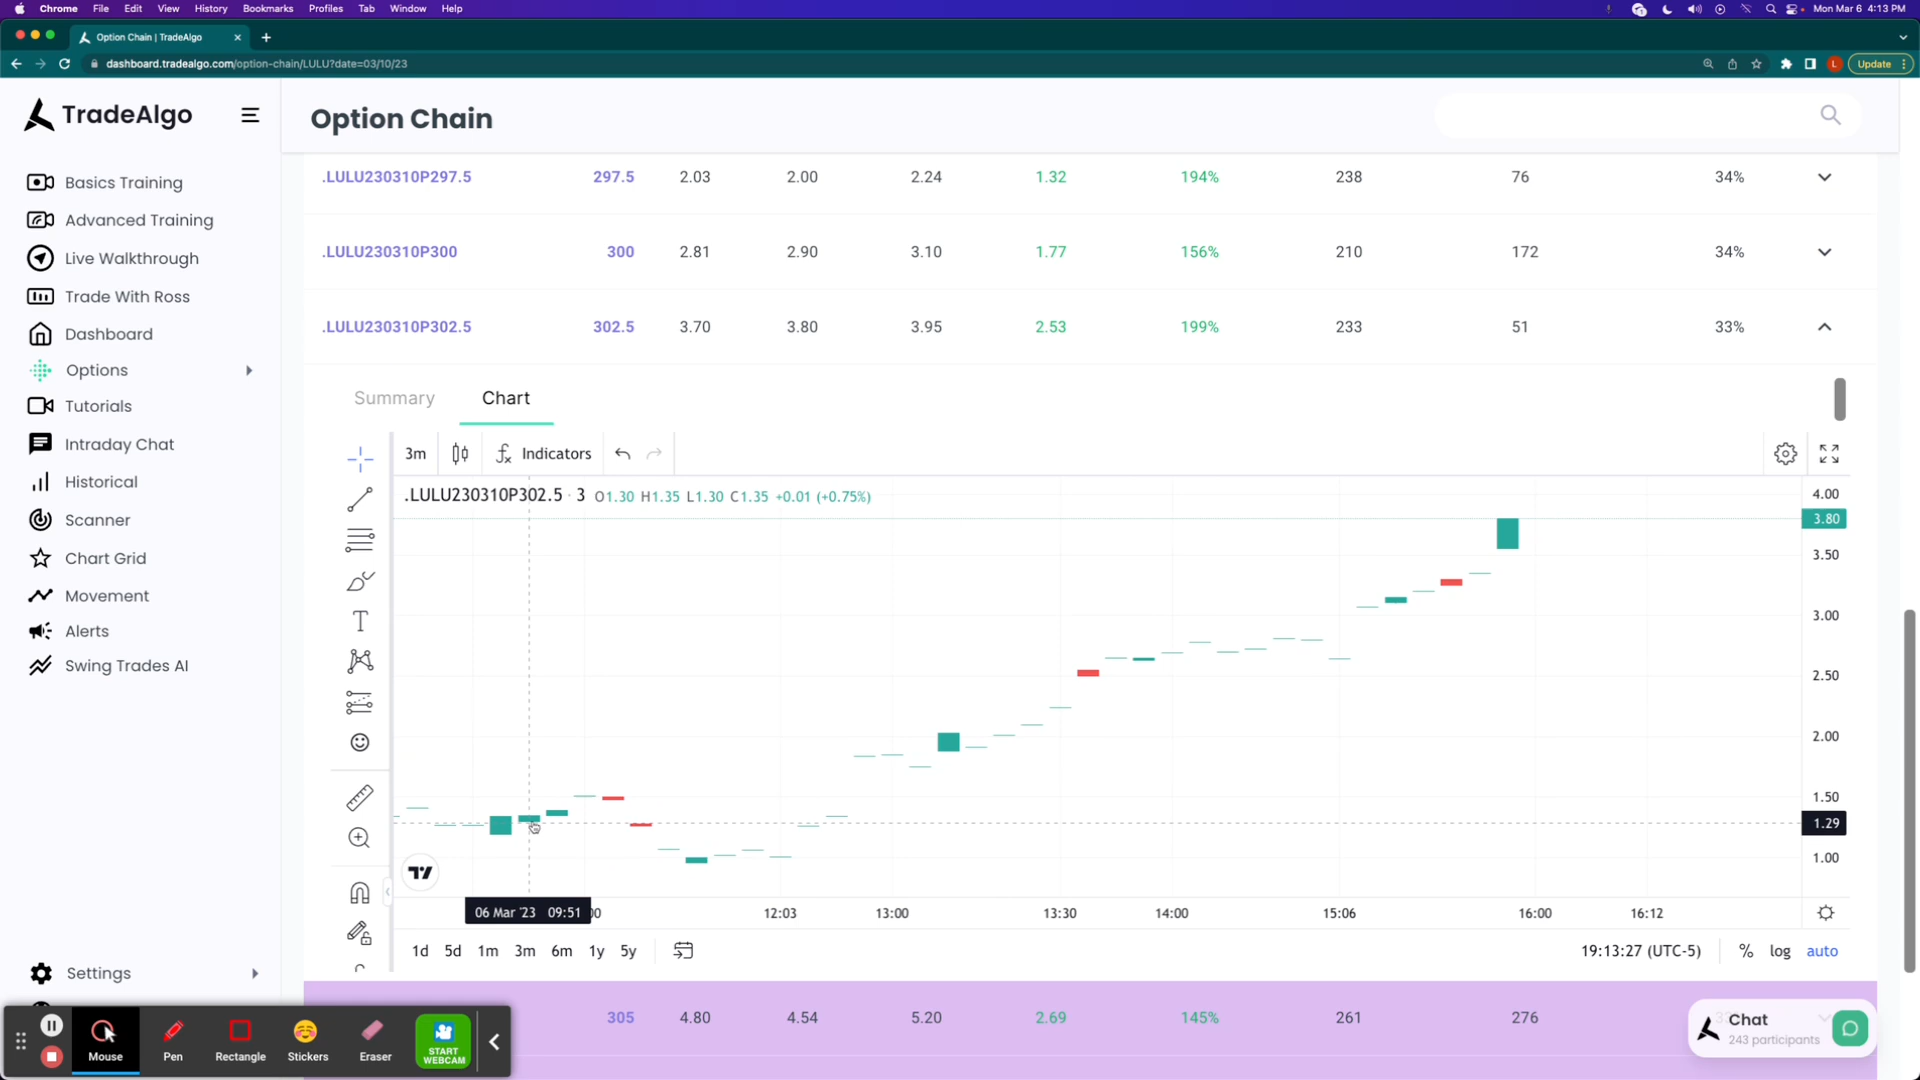 Chrome File Edit View History Bookmarks Profiles Tab Window Help Mon Mar 6 4:13 PM
Option Chain | TradeAlgo
dashboard.tradealgo.com/option-chain/LULU?date=03/10/23 L Update
TradeAlgo
Option Chain
Basics Training
Advanced Training
Live Walkthrough
Trade With Ross
Dashboard
Options
Tutorials
Intraday Chat
Historical
Scanner
Chart Grid
Movement
Alerts
Swing Trades AI
Settings
.LULU230310P297.5 297.5 2.03 2.00 2.24 1.32 194% 238 76 34%
.LULU230310P300 300 2.81 2.90 3.10 1.77 156% 210 172 34%
.LULU230310P302.5 302.5 3.70 3.80 3.95 2.53 199% 233 51 33%
Summary Chart
3m Indicators
.LULU230310P302.5 · 3 O1.30 H1.35 L1.30 C1.35 +0.01 (+0.75%)
4.00
3.80
3.50
3.00
2.50
2.00
1.50
1.29
1.00
06 Mar '23 09:51 12:03 13:00 13:30 14:00 15:06 16:00 16:12
1d 5d 1m 3m 6m 1y 5y 19:13:27 (UTC-5) % log auto
305 4.80 4.54 5.20 2.69 145% 261 276
Chat
243 participants
Mouse Pen Rectangle Stickers Eraser
START
WEBCAM